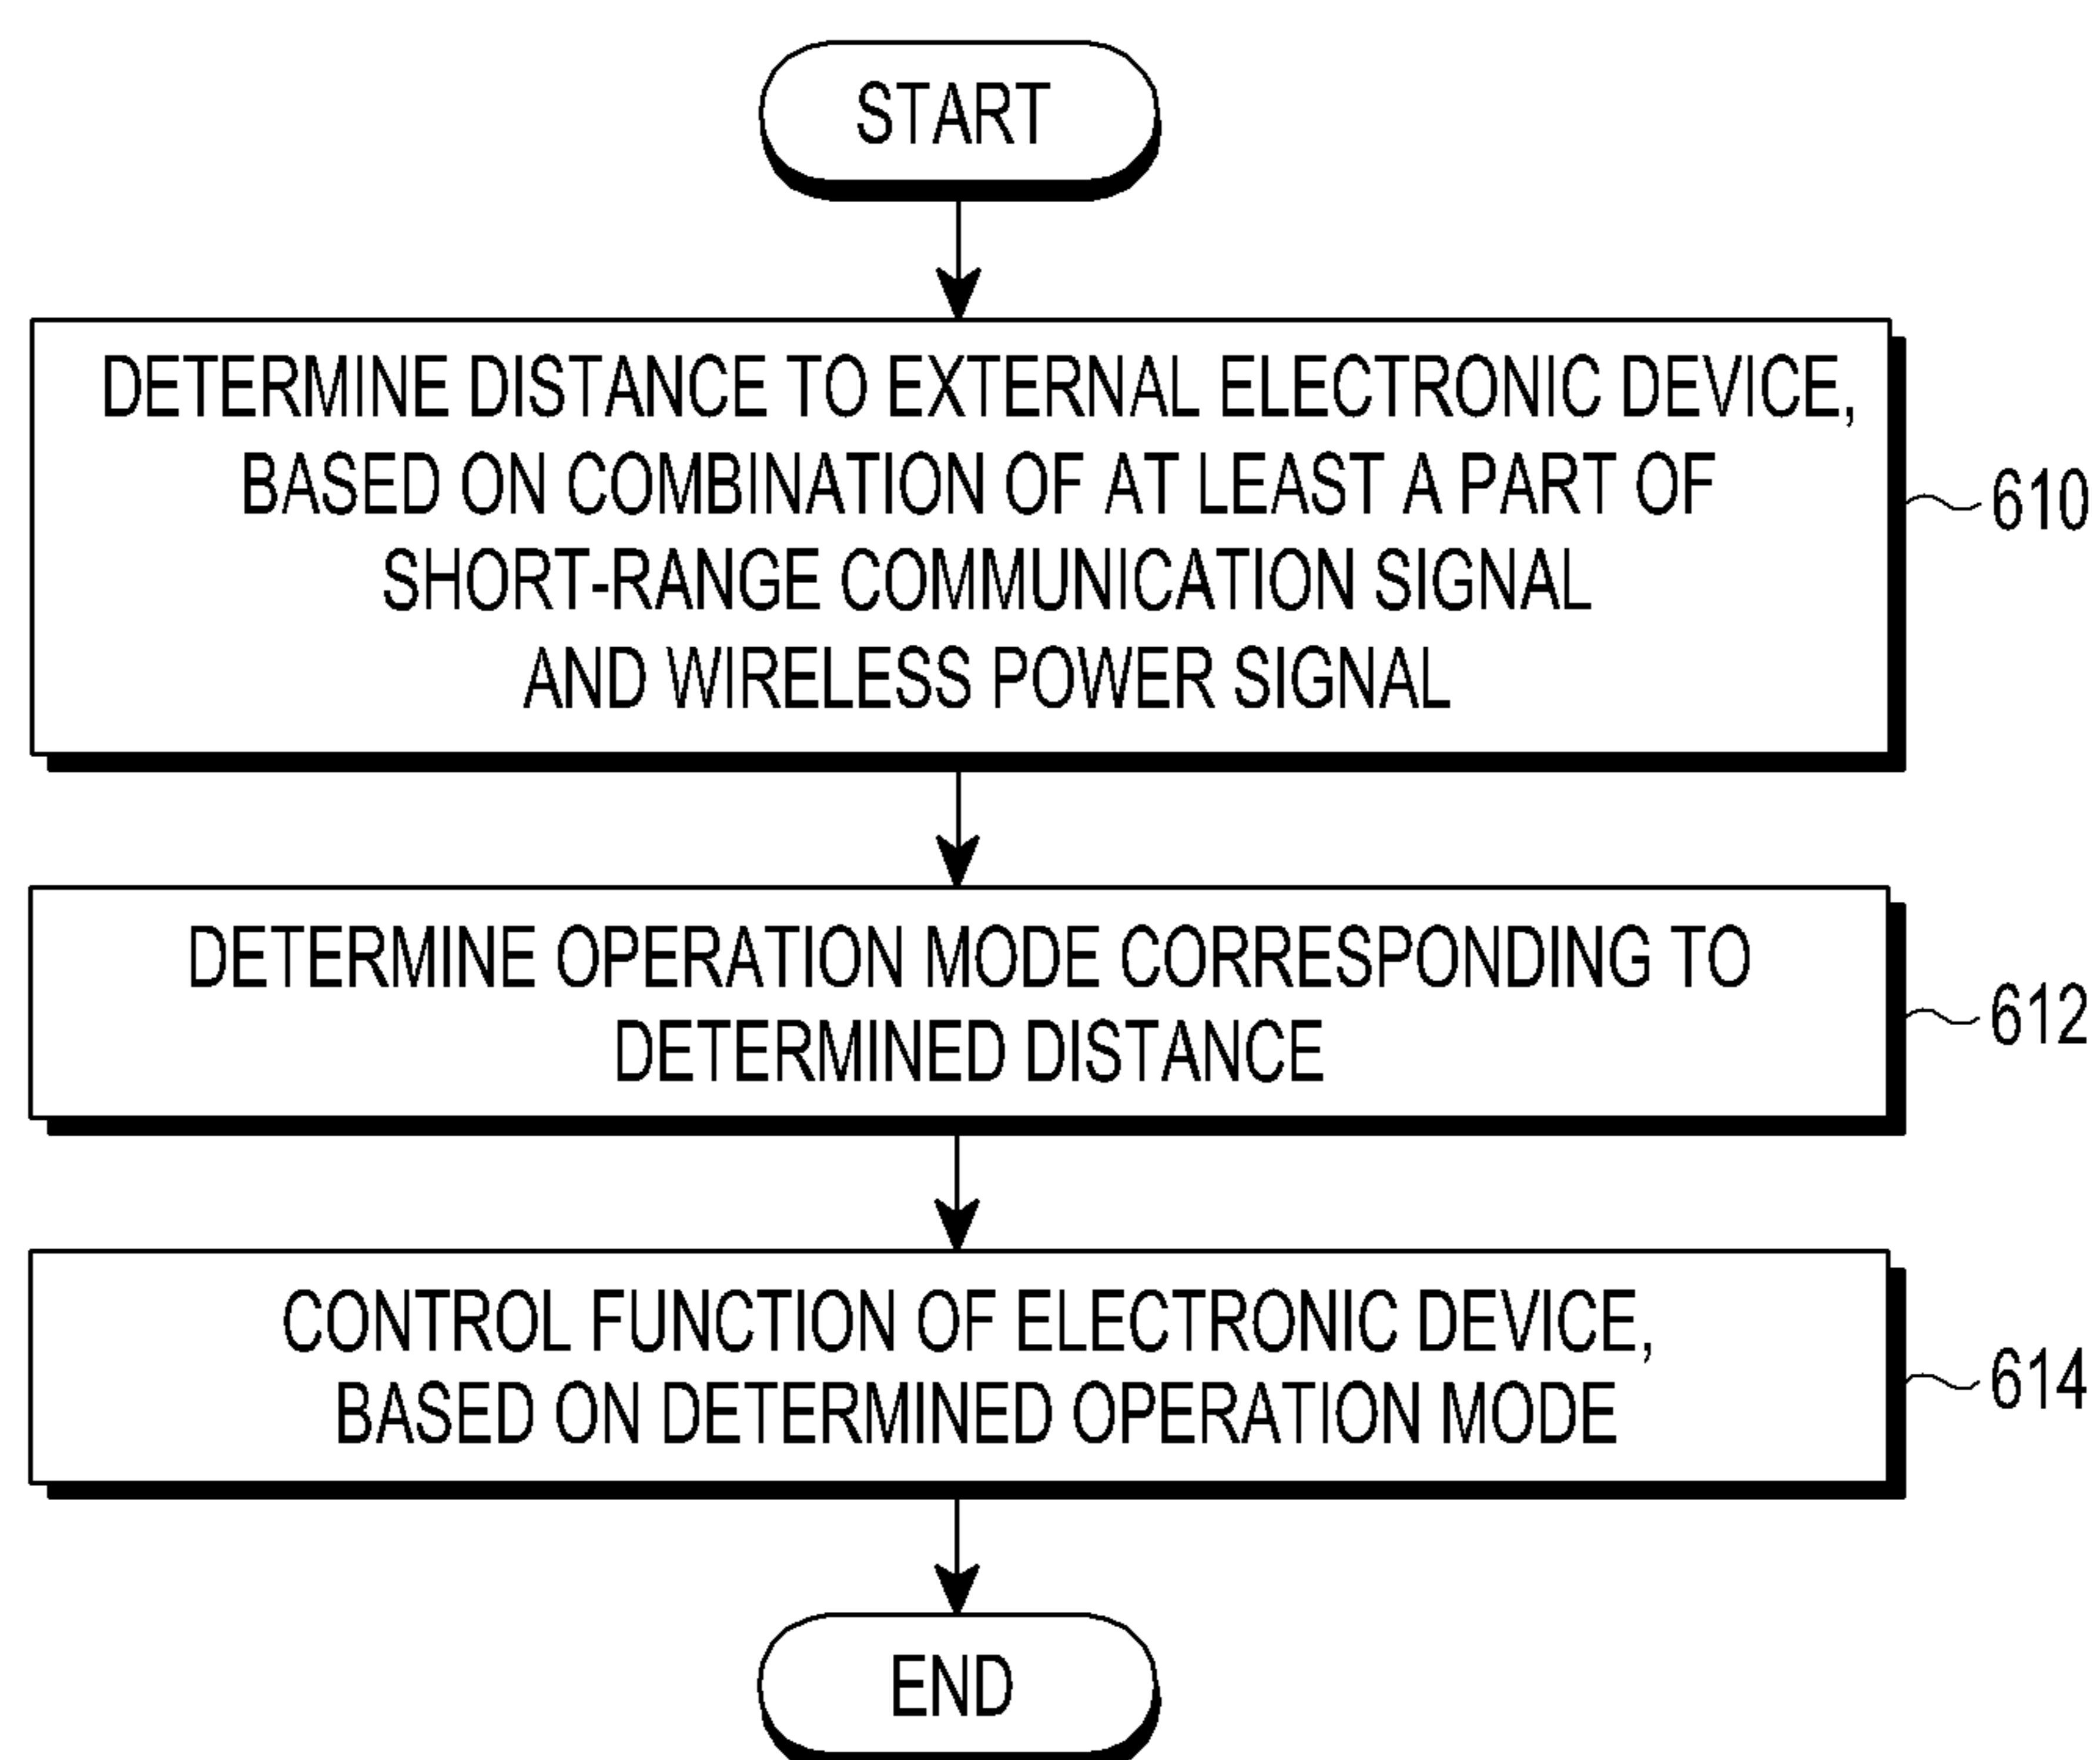 START
DETERMINE DISTANCE TO EXTERNAL ELECTRONIC DEVICE,
BASED ON COMBINATION OF AT LEAST A PART OF
SHORT-RANGE COMMUNICATION SIGNAL
AND WIRELESS POWER SIGNAL
610
DETERMINE OPERATION MODE CORRESPONDING TO
DETERMINED DISTANCE
612
CONTROL FUNCTION OF ELECTRONIC DEVICE,
BASED ON DETERMINED OPERATION MODE
614
END